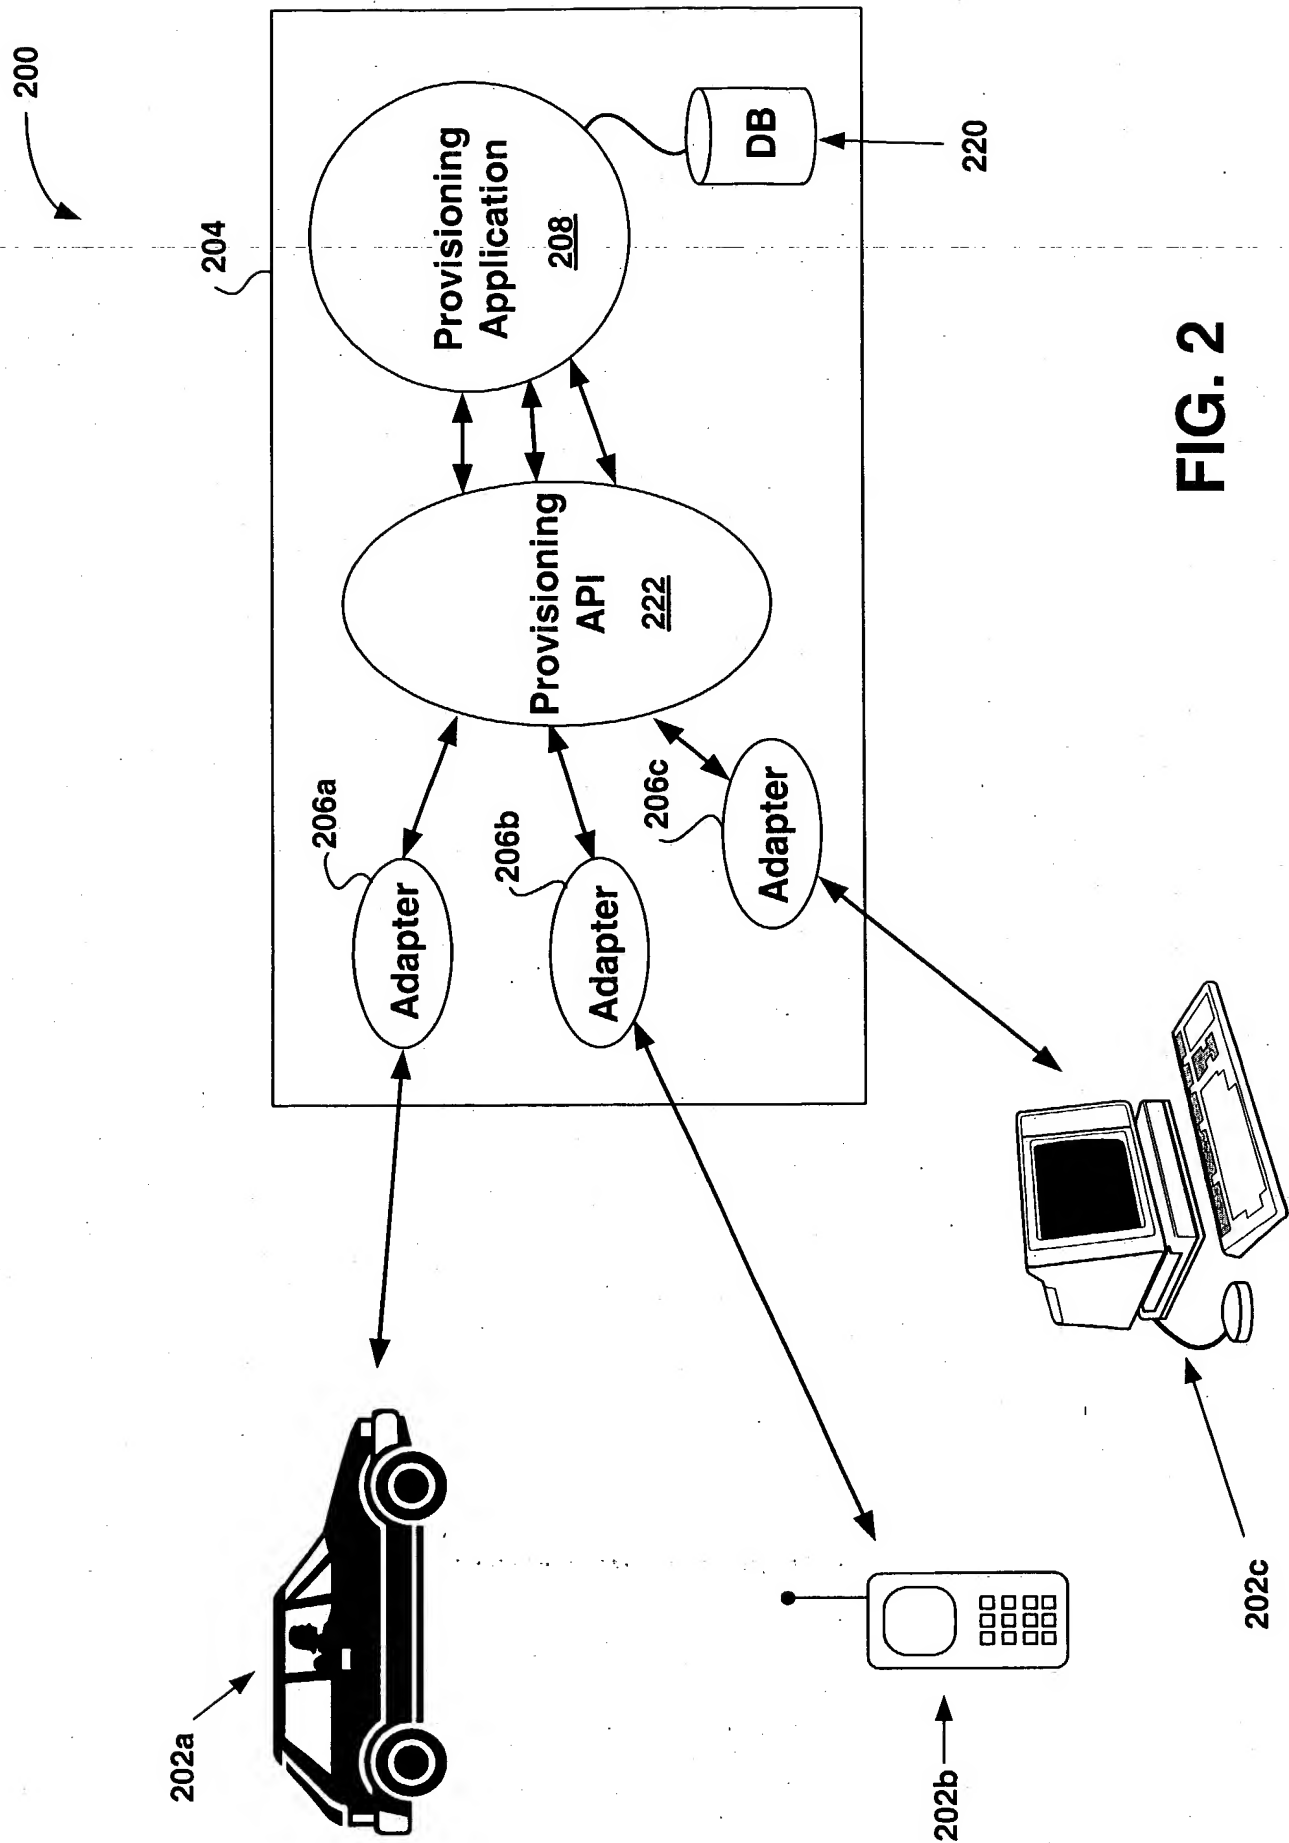 200
204
Provisioning
Application
208
DB
220
Provisioning
API
222
206a
Adapter
206b
Adapter
206c
Adapter
202a
202b
202c
FIG. 2